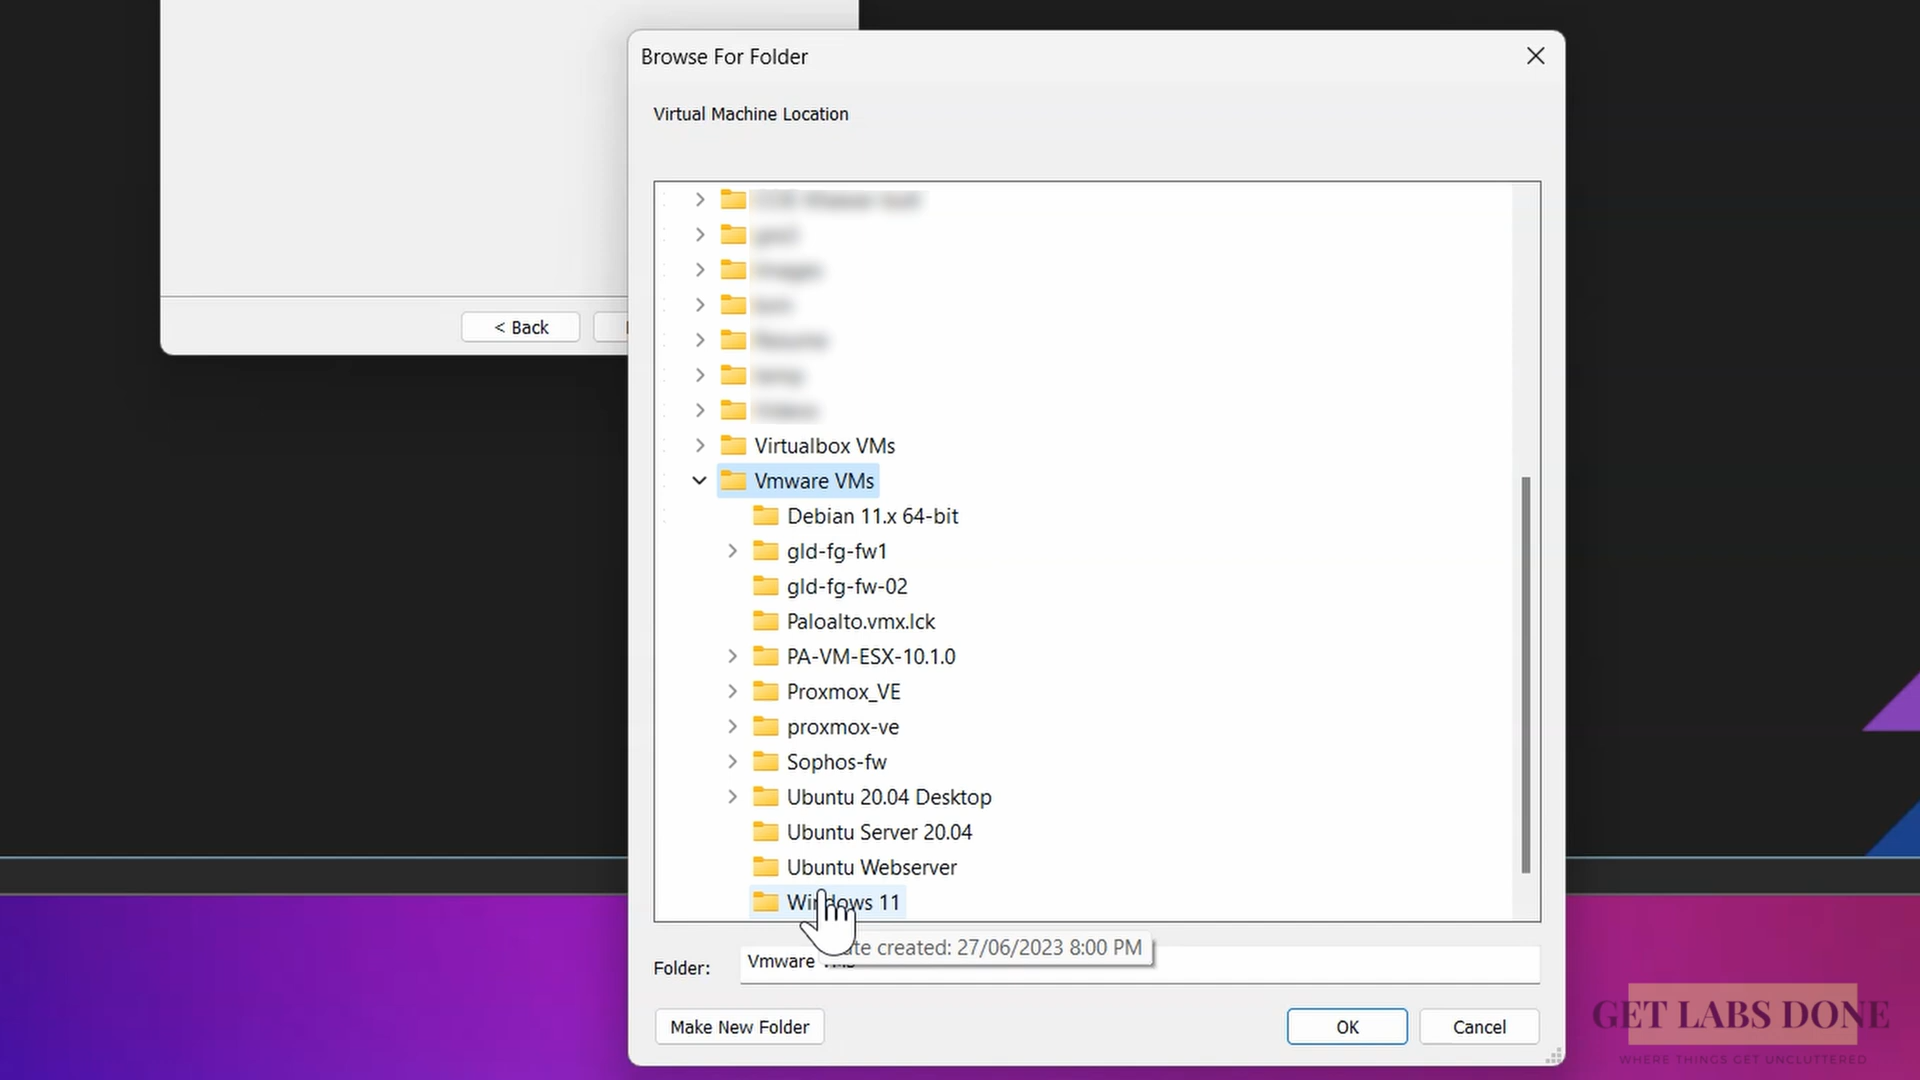 Browse For Folder
Virtual Machine Location
< Back
Virtualbox VMs
Vmware VMs
Debian 11.x 64-bit
gld-fg-fw1
gld-fg-fw-02
Paloalto.vmx.lck
PA-VM-ESX-10.1.0
Proxmox_VE
proxmox-ve
Sophos-fw
Ubuntu 20.04 Desktop
Ubuntu Server 20.04
Ubuntu Webserver
Windows 11
created: 27/06/2023 8:00 PM
Folder: Vmware VMs
Make New Folder
OK
Cancel
GET LABS DONE
WHERE THINGS GET UNCLUTTERED